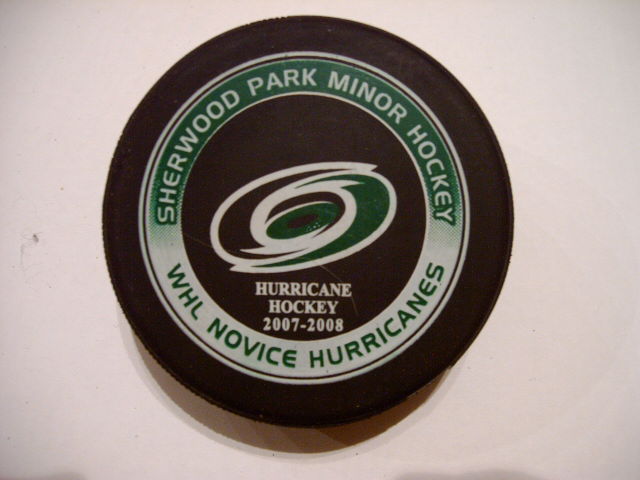 SHERWOOD PARK MINOR HOCKEY
HURRICANE
HOCKEY
2007-2008
WHL NOVICE HURRICANES